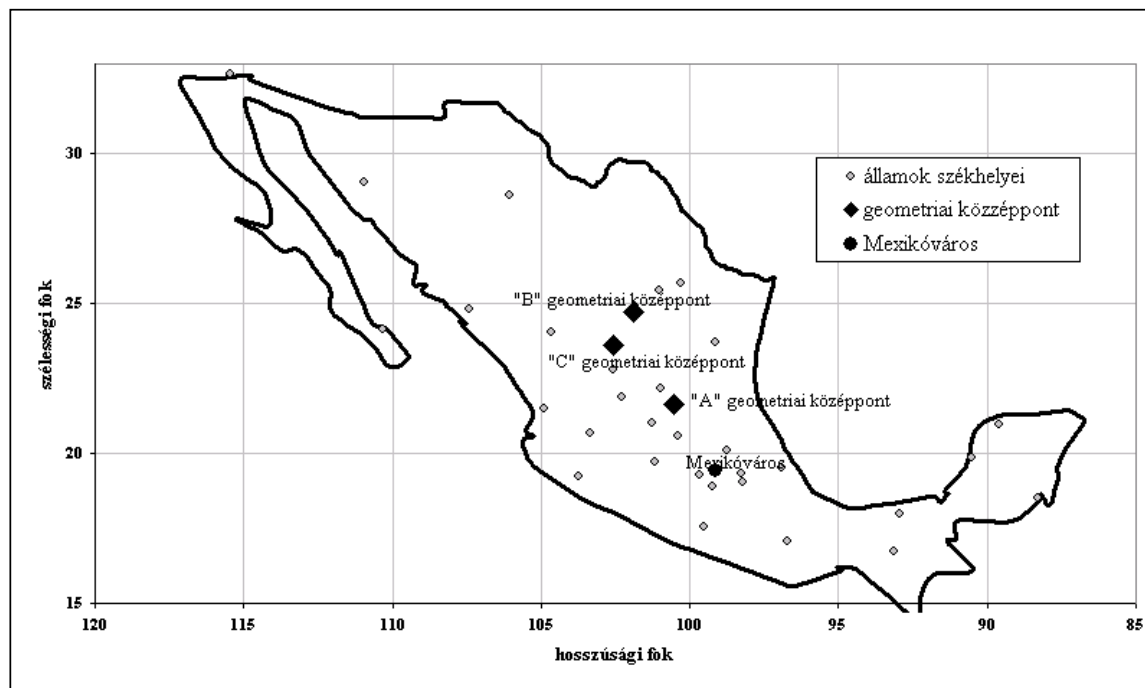 30
25
20
15
120
115
110
105
100
95
90
85
szélességi fok
hosszúsági fok
államok székhelyei
geometriai közzéppont
Mexikóváros
"B" geometriai középpont
"C" geometriai középpont
"A" geometriai középpont
Mexikóváros